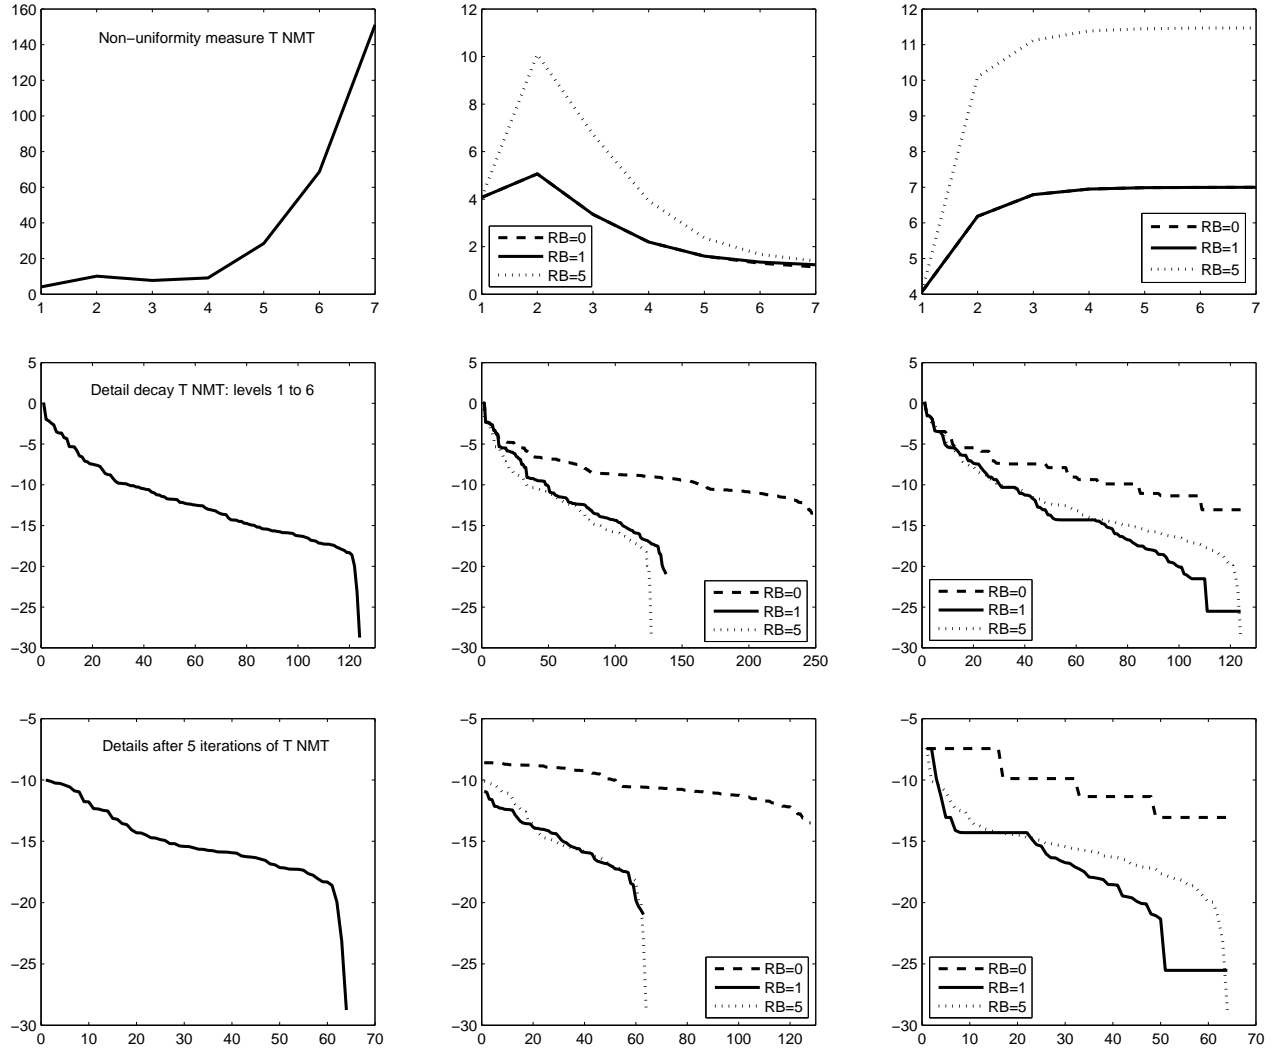 160
140
120
100
80
60
40
20
0
1 2 3 4 5 6 7
Non−uniformity measure T NMT
12
10
8
6
4
2
0
1 2 3 4 5 6 7
RB=0
RB=1
RB=5
12
11
10
9
8
7
6
5
4
1 2 3 4 5 6 7
RB=0
RB=1
RB=5
5
0
−5
−10
−15
−20
−25
−30
0 20 40 60 80 100 120
Detail decay T NMT: levels 1 to 6
5
0
−5
−10
−15
−20
−25
−30
0 50 100 150 200 250
RB=0
RB=1
RB=5
5
0
−5
−10
−15
−20
−25
−30
0 20 40 60 80 100 120
RB=0
RB=1
RB=5
−5
−10
−15
−20
−25
−30
0 10 20 30 40 50 60 70
Details after 5 iterations of T NMT
−5
−10
−15
−20
−25
−30
0 20 40 60 80 100 120
RB=0
RB=1
RB=5
−5
−10
−15
−20
−25
−30
0 10 20 30 40 50 60 70
RB=0
RB=1
RB=5